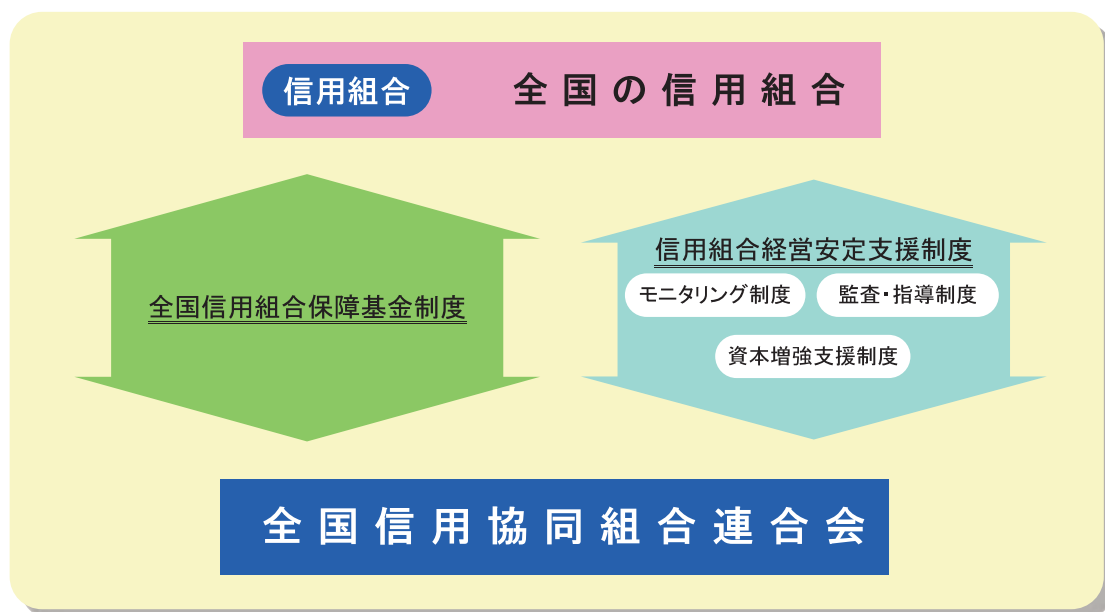 信用組合
全国の信用組合
全国信用組合保障基金制度
信用組合経営安定支援制度
モニタリング制度
監査・指導制度
資本増強支援制度
全国信用協同組合連合会